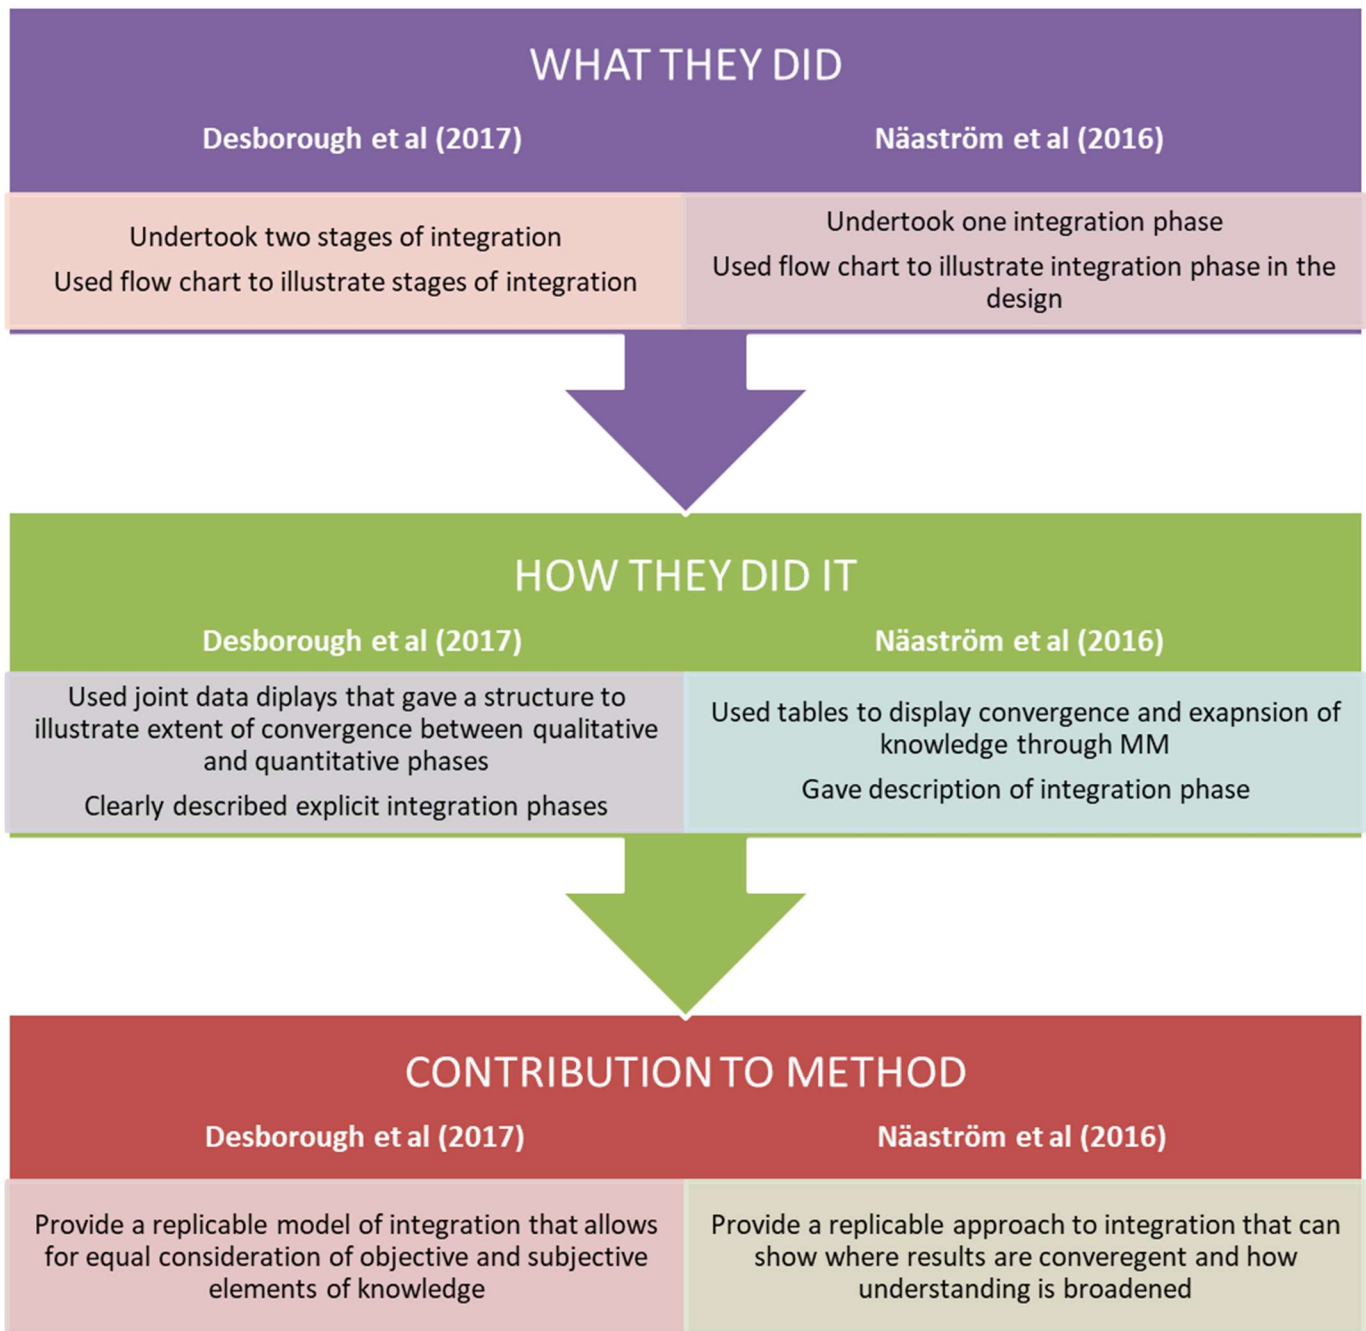 WHAT THEY DID
Desborough et al (2017)
Näaström et al (2016)
Undertook two stages of integration
Used flow chart to illustrate stages of integration
Undertook one integration phase
Used flow chart to illustrate integration phase in the
design
HOW THEY DID IT
Desborough et al (2017)
Näaström et al (2016)
Used joint data diplays that gave a structure to
illustrate extent of convergence between qualitative
and quantitative phases
Clearly described explicit integration phases
Used tables to display convergence and exapnsion of
knowledge through MM
Gave description of integration phase
CONTRIBUTION TO METHOD
Desborough et al (2017)
Näaström et al (2016)
Provide a replicable model of integration that allows
for equal consideration of objective and subjective
elements of knowledge
Provide a replicable approach to integration that can
show where results are converegent and how
understanding is broadened